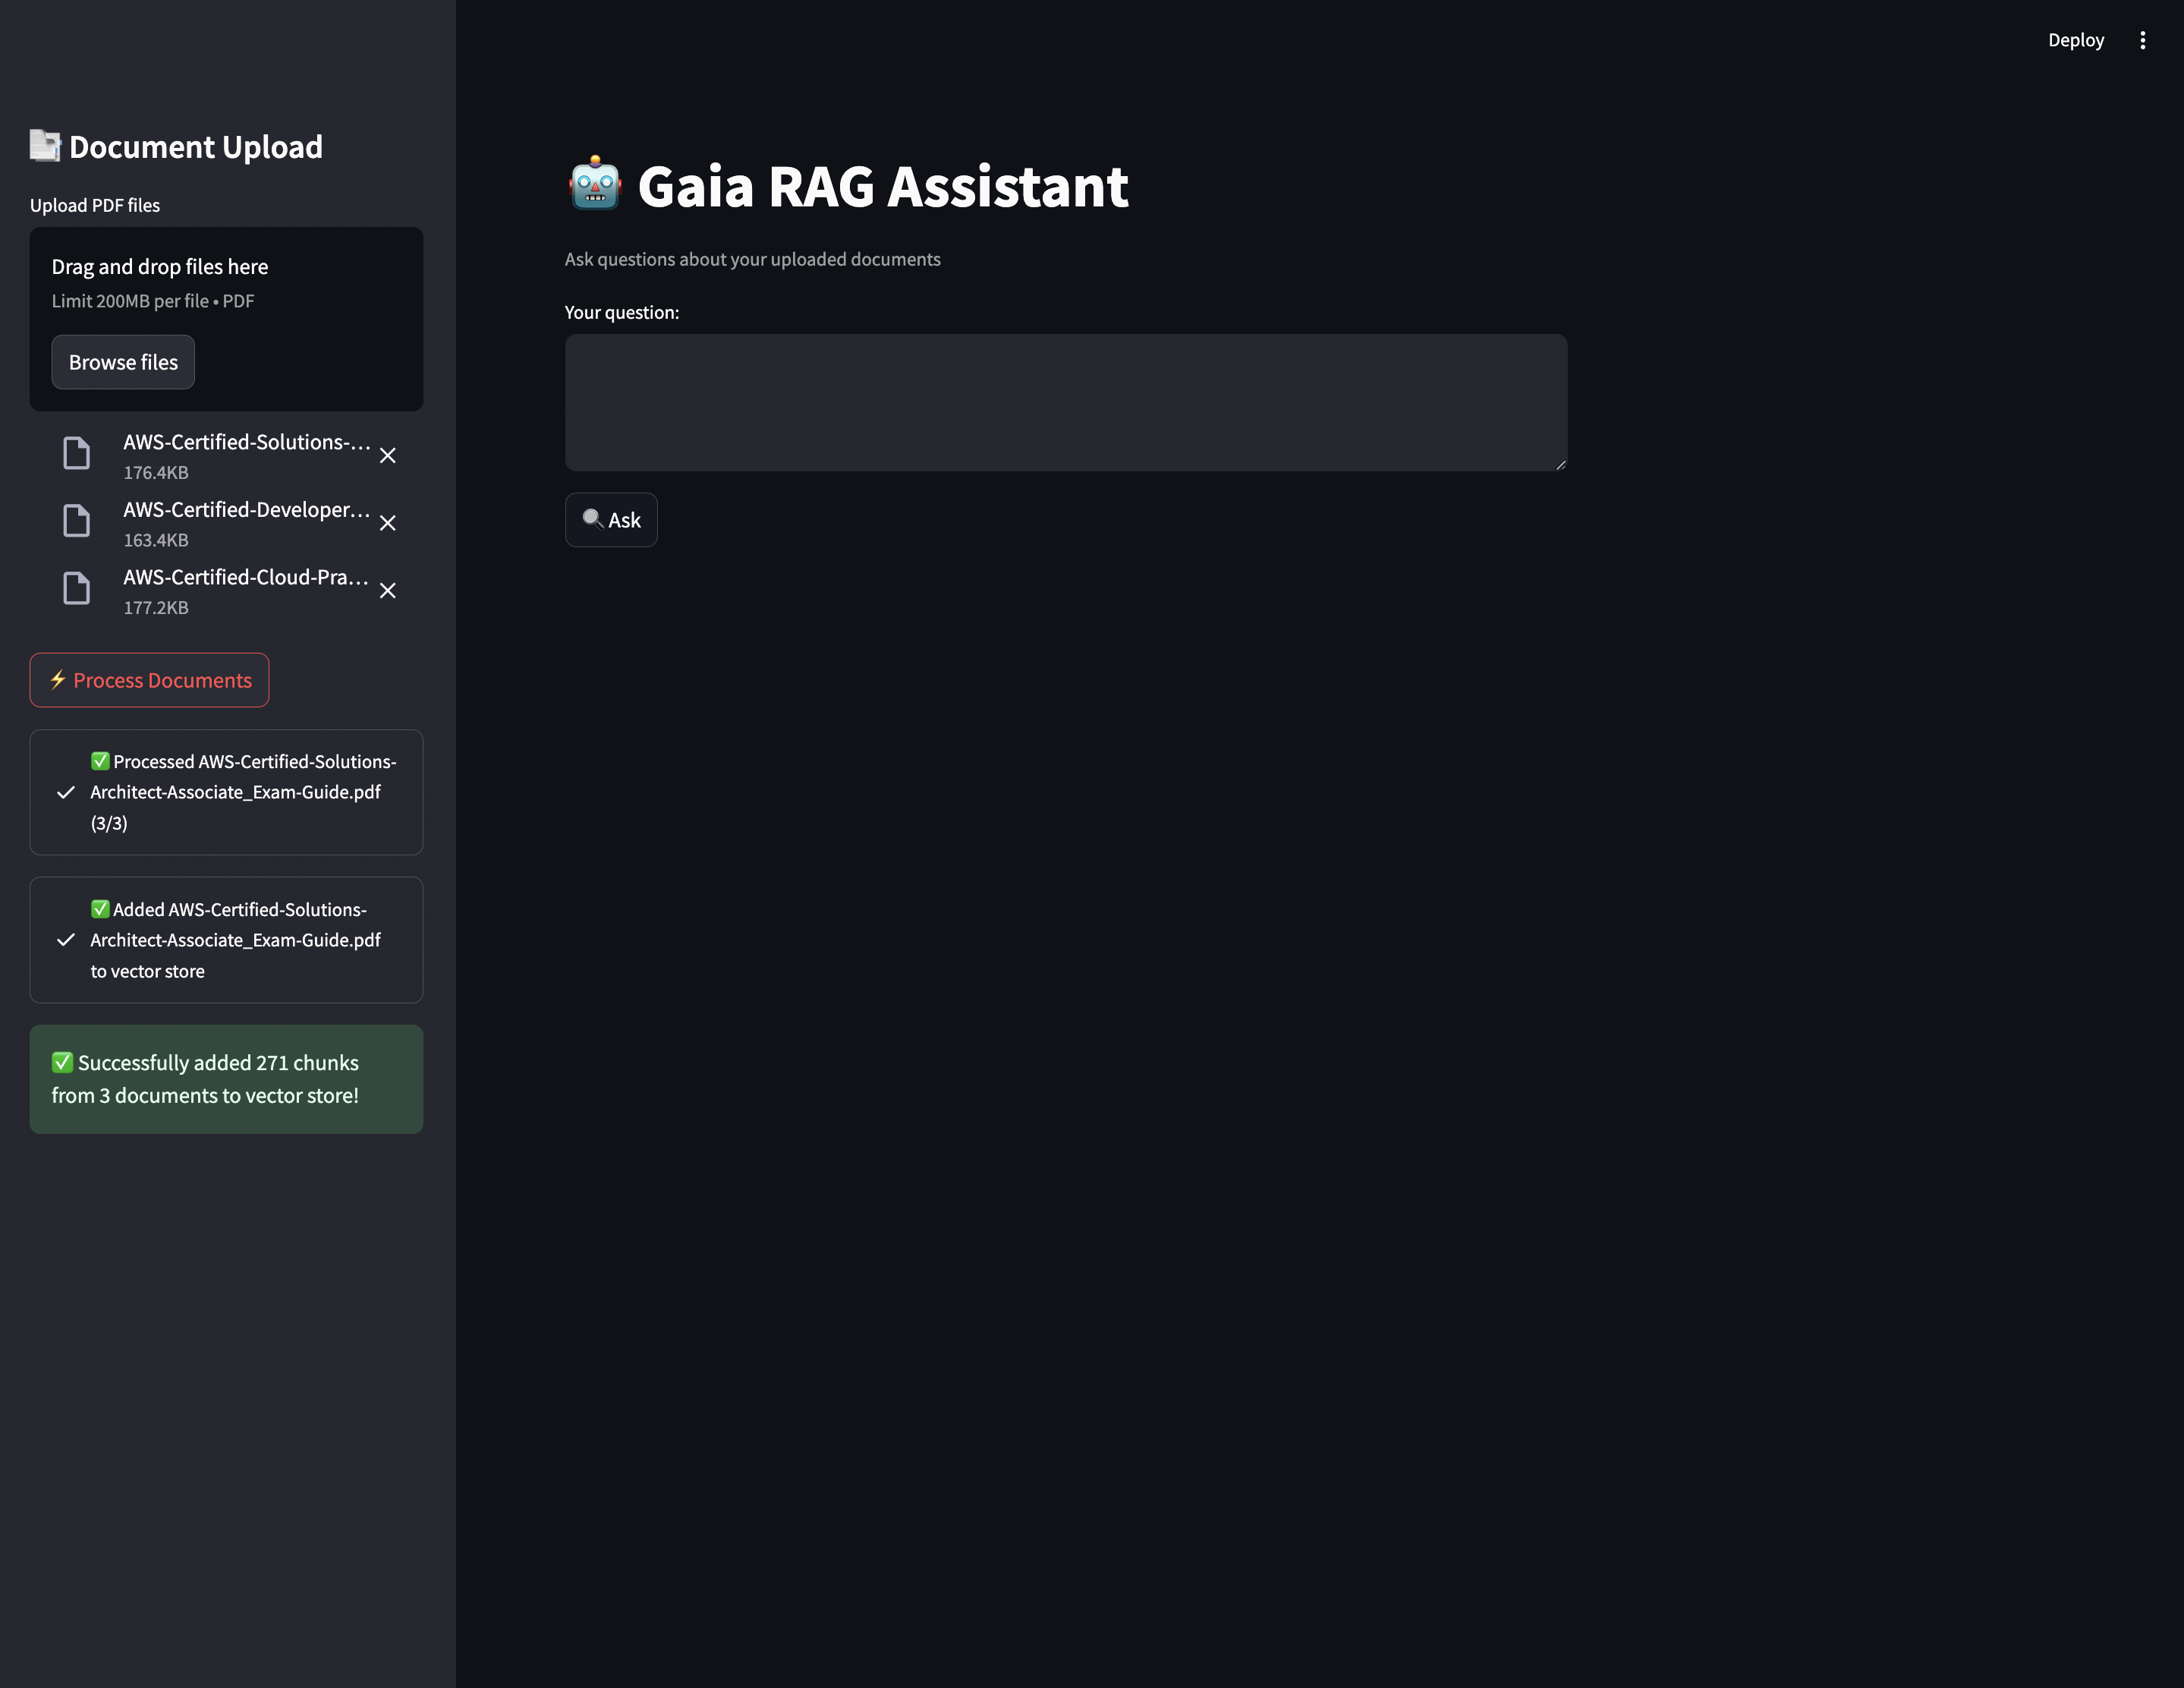 Deploy
📑 Document Upload
Upload PDF files
Drag and drop files here
Limit 200MB per file • PDF
Browse files
AWS-Certified-Solutions-...
176.4KB
AWS-Certified-Developer...
163.4KB
AWS-Certified-Cloud-Pra...
177.2KB
⚡ Process Documents
✅ Processed AWS-Certified-Solutions-
Architect-Associate_Exam-Guide.pdf
(3/3)
✅ Added AWS-Certified-Solutions-
Architect-Associate_Exam-Guide.pdf
to vector store
✅ Successfully added 271 chunks
from 3 documents to vector store!
🤖 Gaia RAG Assistant
Ask questions about your uploaded documents
Your question:
🔍 Ask